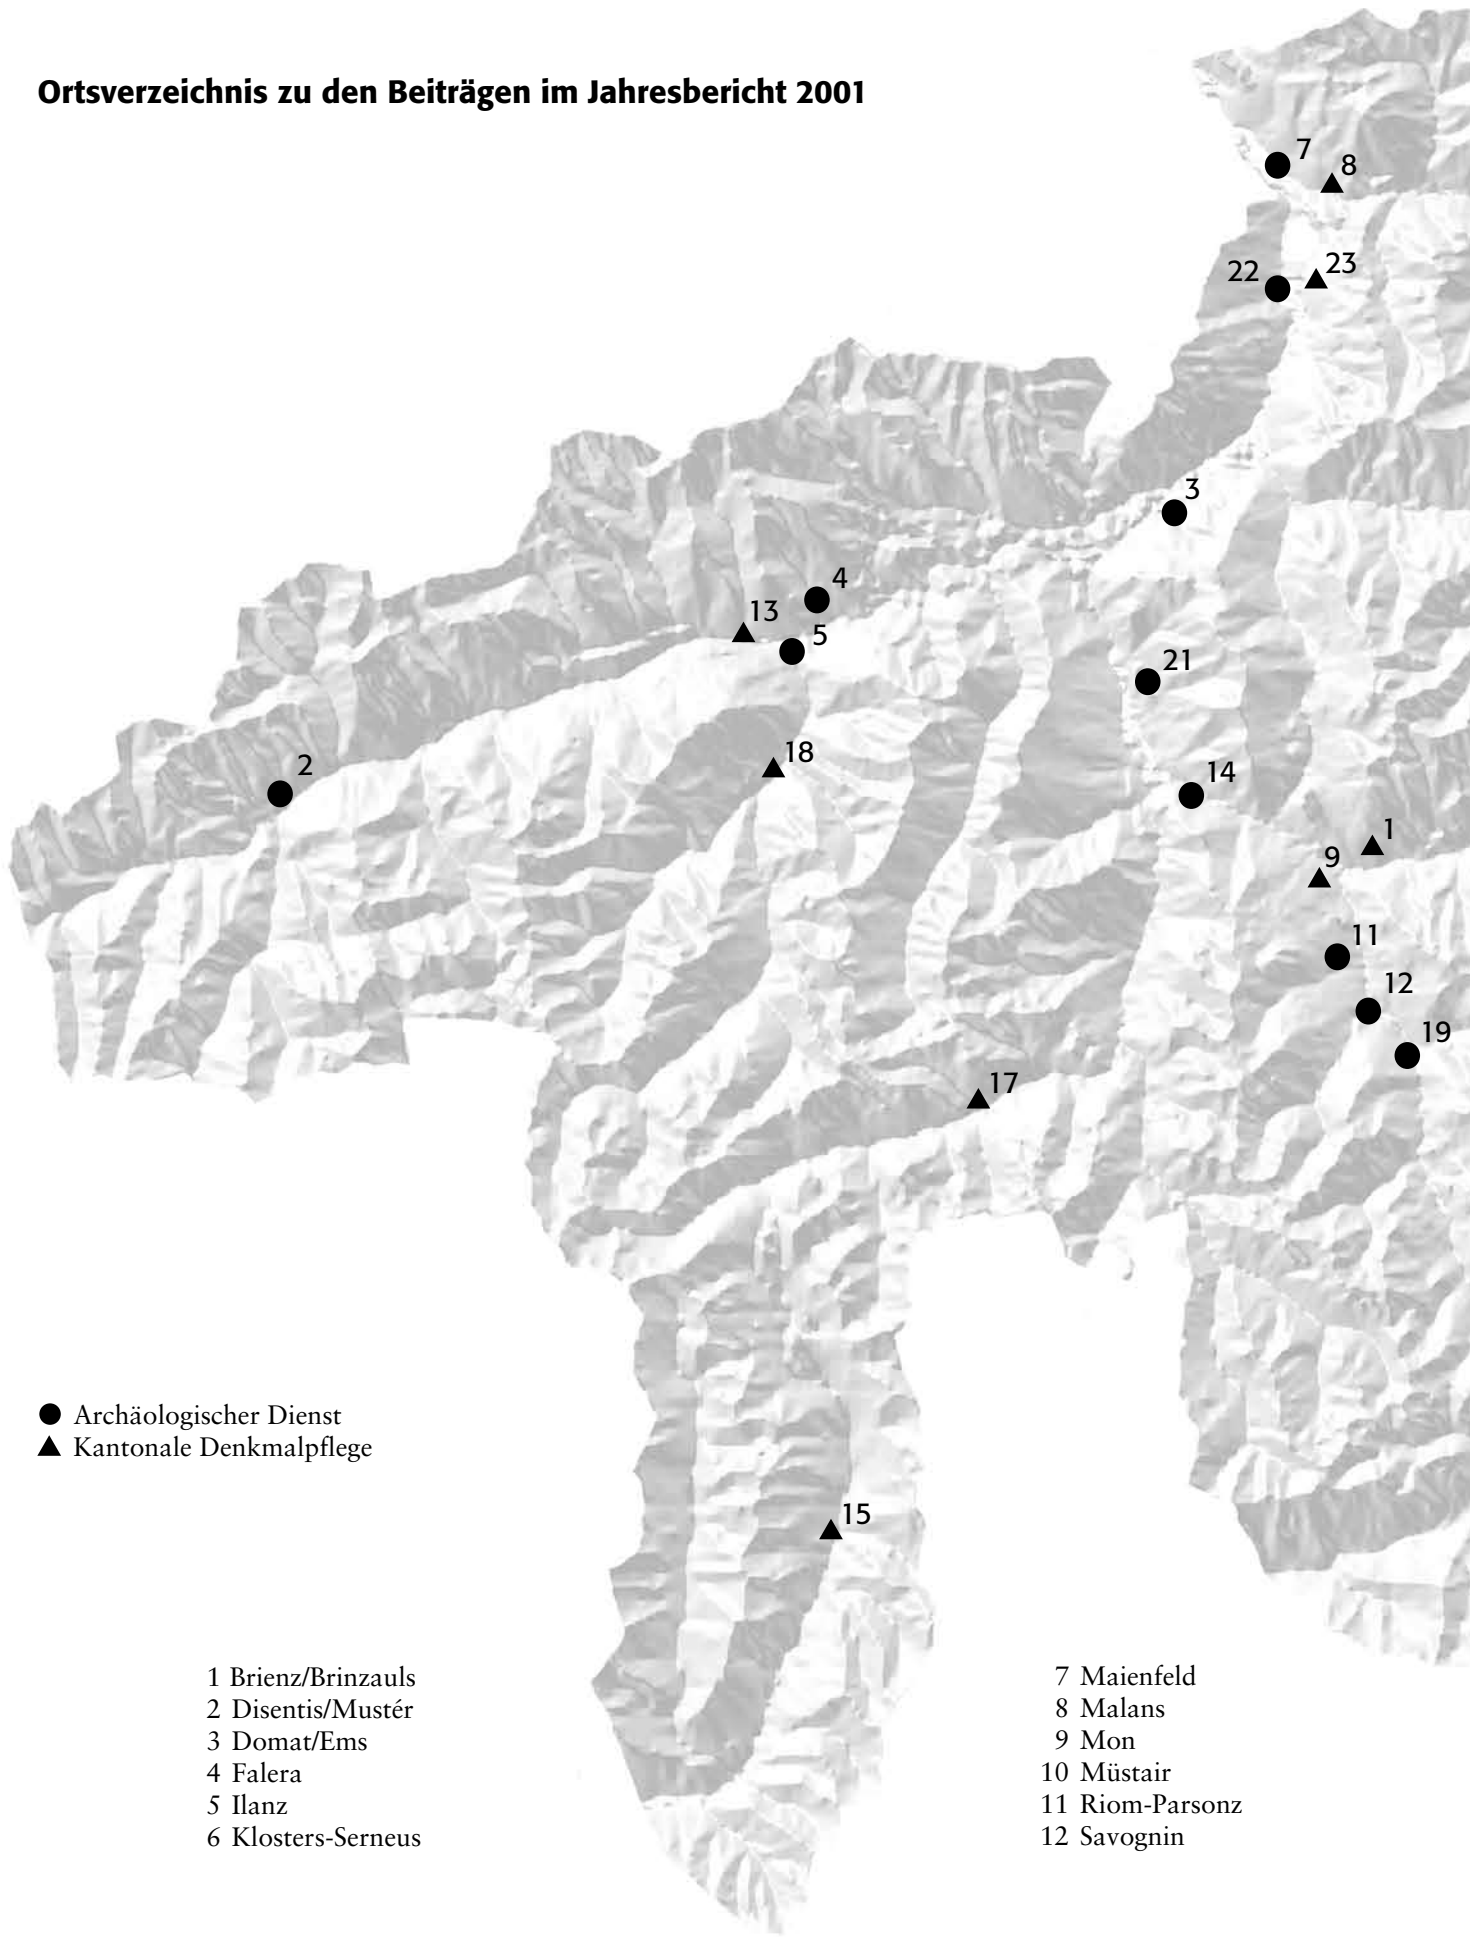 Ortsverzeichnis zu den Beiträgen im Jahresbericht 2001
7
8
22
23
3
4
13
5
21
2
18
14
1
9
11
12
19
17
● Archäologischer Dienst
▲ Kantonale Denkmalpflege
15
1 Brienz/Brinzauls
2 Disentis/Mustér
3 Domat/Ems
4 Falera
5 Ilanz
6 Klosters-Serneus
7 Maienfeld
8 Malans
9 Mon
10 Müstair
11 Riom-Parsonz
12 Savognin